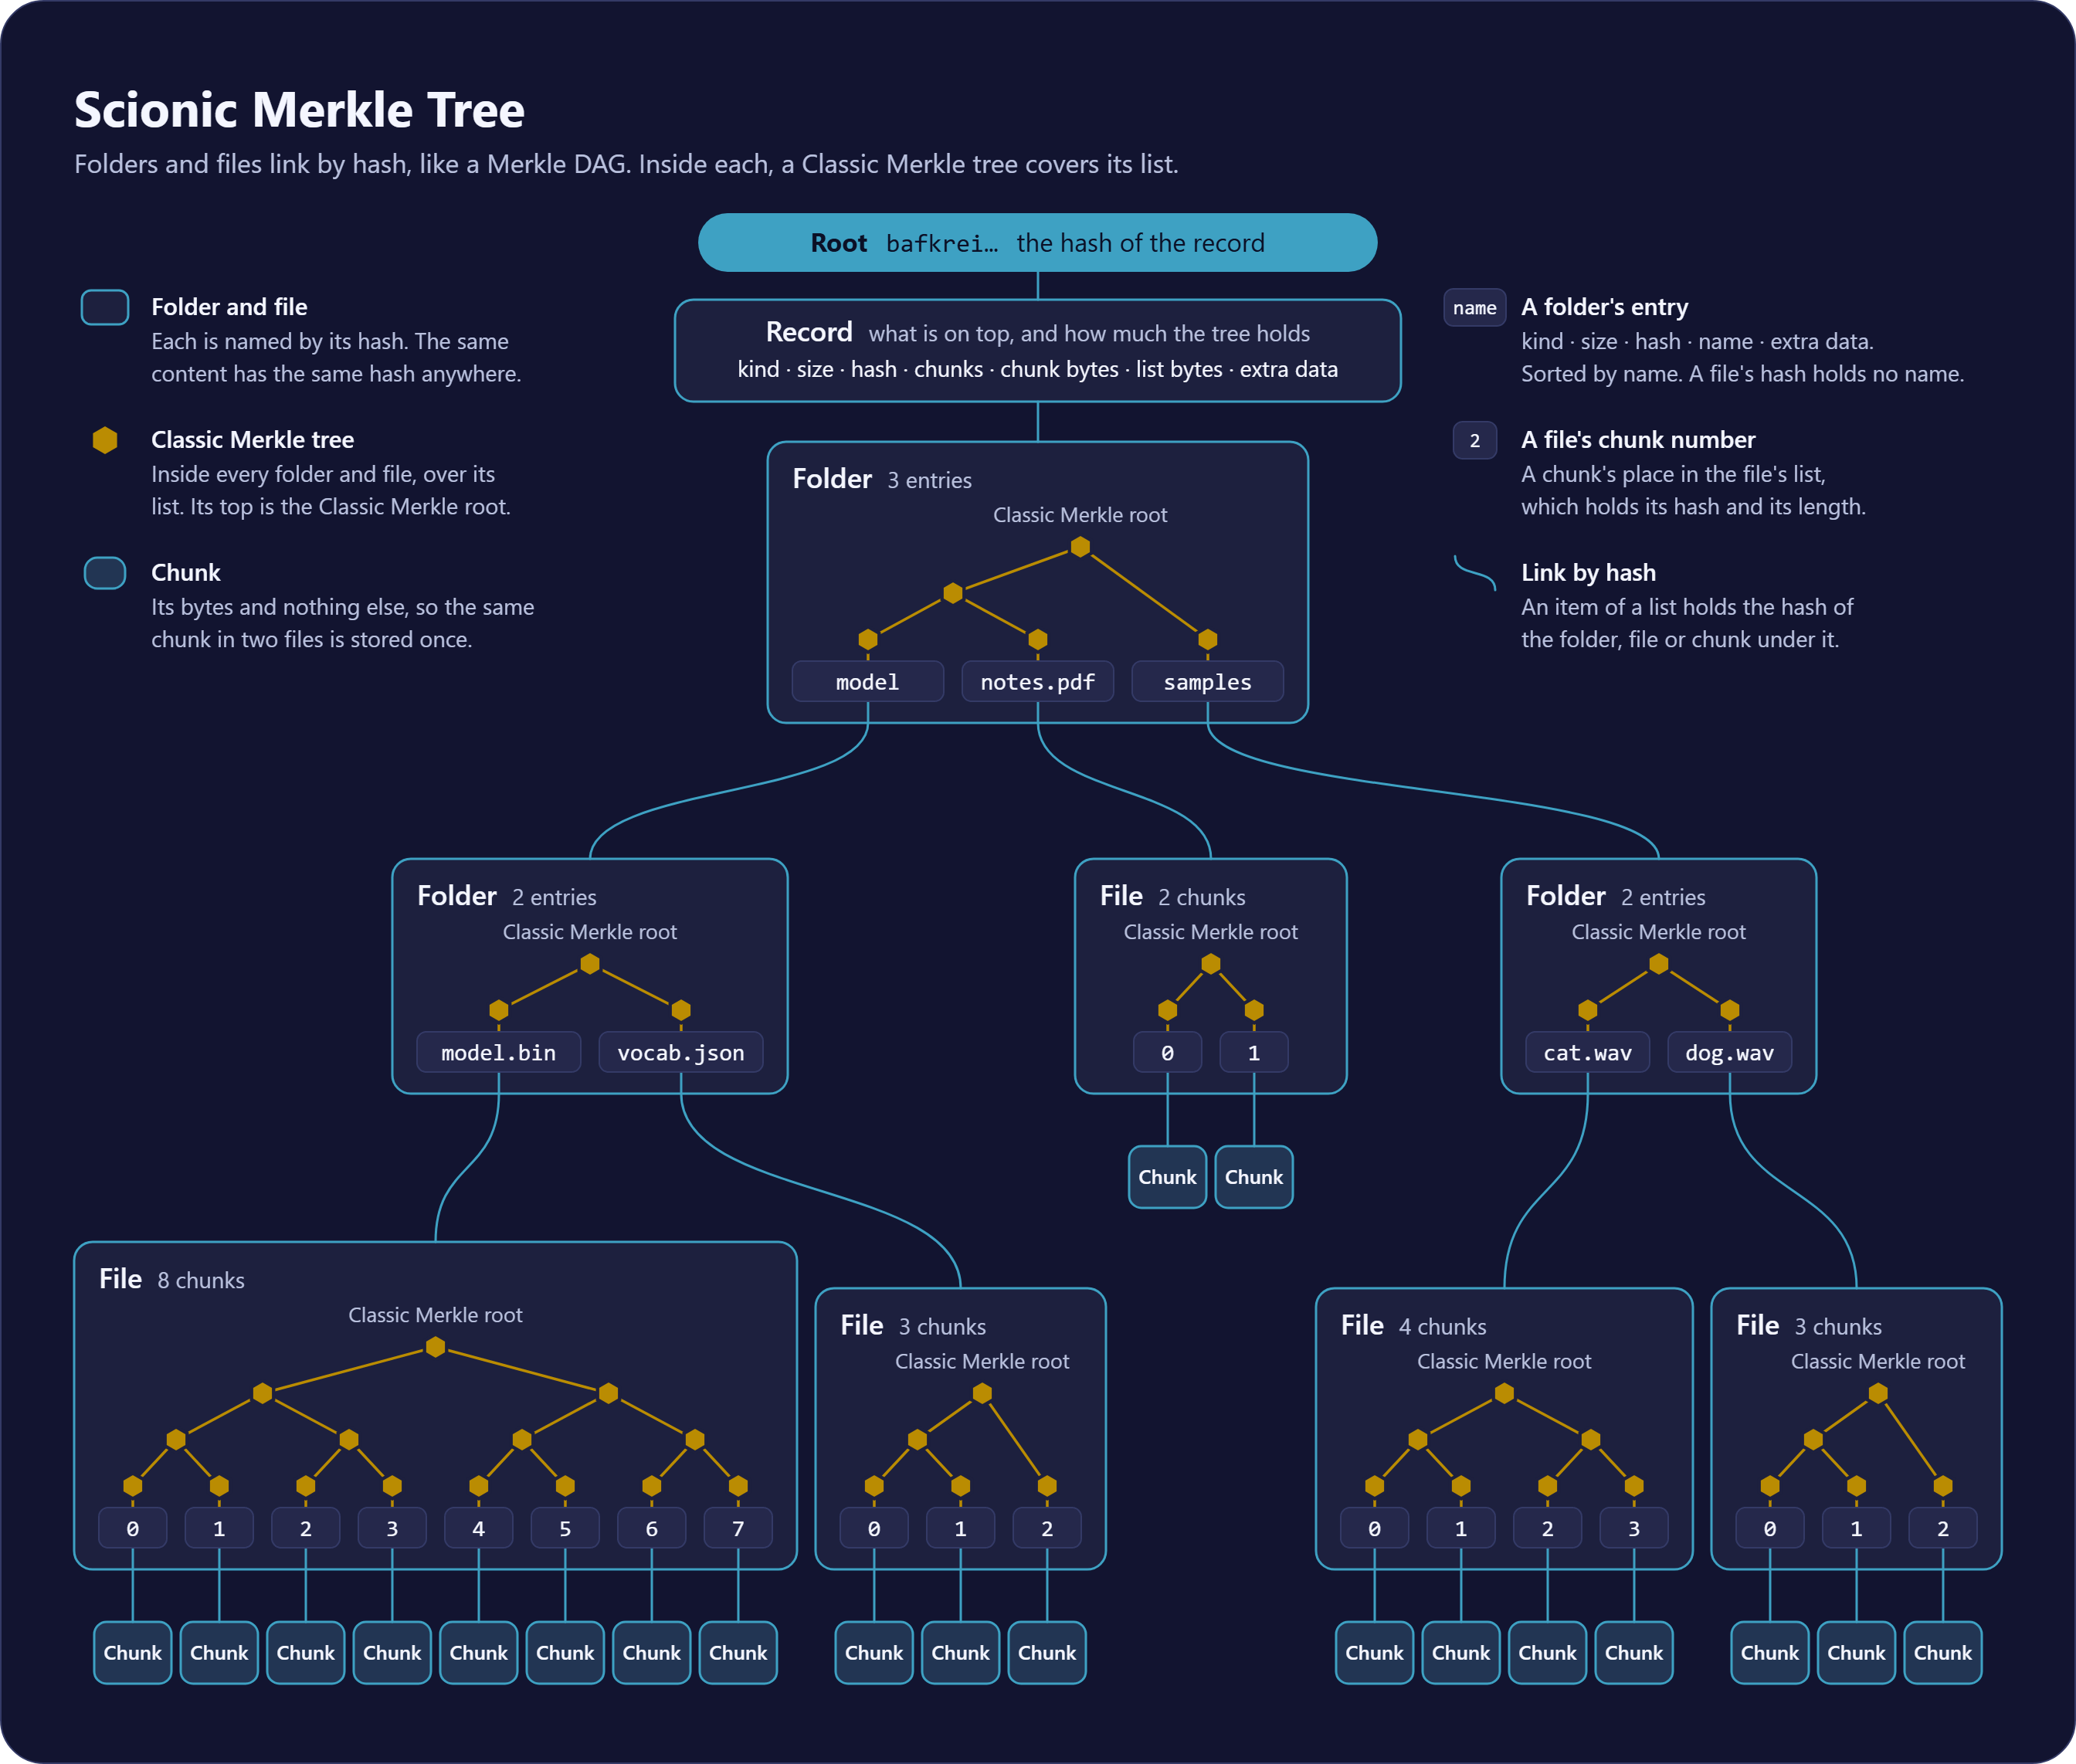 Scionic Merkle Tree
Folders and files link by hash, like a Merkle DAG. Inside each, a Classic Merkle tree covers its list.
Root bafkrei… the hash of the record
Record what is on top, and how much the tree holds
kind · size · hash · chunks · chunk bytes · list bytes · extra data
Folder and file
Each is named by its hash. The same
content has the same hash anywhere.
Classic Merkle tree
Inside every folder and file, over its
list. Its top is the Classic Merkle root.
Chunk
Its bytes and nothing else, so the same
chunk in two files is stored once.
name A folder's entry
kind · size · hash · name · extra data.
Sorted by name. A file's hash holds no name.
2 A file's chunk number
A chunk's place in the file's list,
which holds its hash and its length.
Link by hash
An item of a list holds the hash of
the folder, file or chunk under it.
Folder 3 entries
Classic Merkle root
model notes.pdf samples
Folder 2 entries
Classic Merkle root
model.bin vocab.json
File 2 chunks
Classic Merkle root
0 1
Chunk Chunk
Folder 2 entries
Classic Merkle root
cat.wav dog.wav
File 8 chunks
Classic Merkle root
0 1 2 3 4 5 6 7
Chunk Chunk Chunk Chunk Chunk Chunk Chunk Chunk
File 3 chunks
Classic Merkle root
0 1 2
Chunk Chunk Chunk
File 4 chunks
Classic Merkle root
0 1 2 3
Chunk Chunk Chunk Chunk
File 3 chunks
Classic Merkle root
0 1 2
Chunk Chunk Chunk